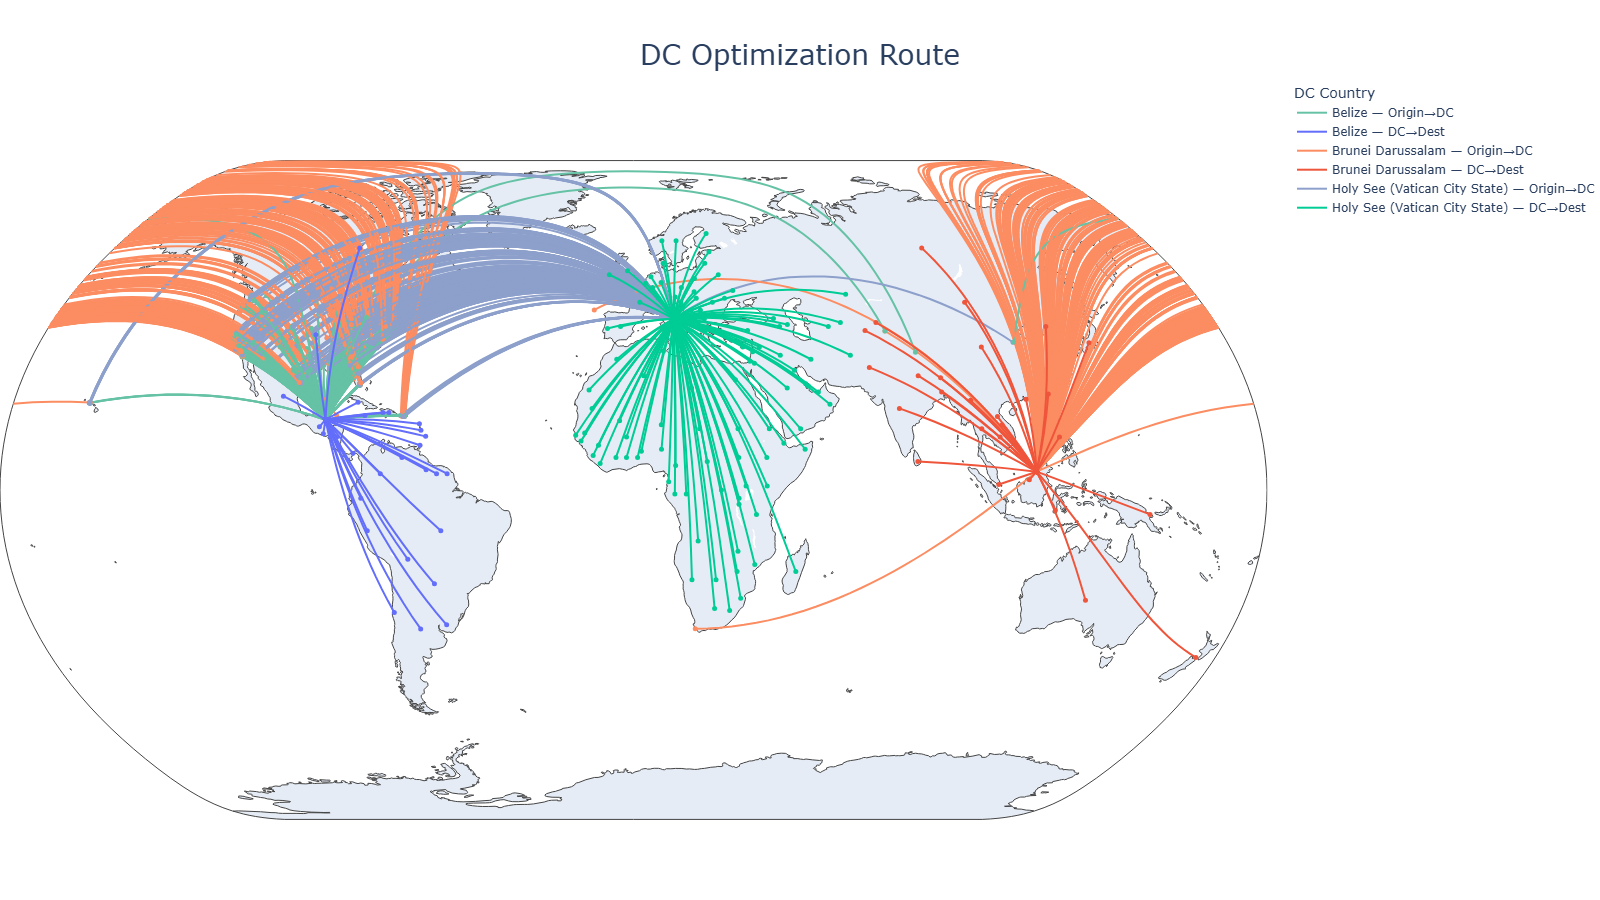 DC Optimization Route
DC Country
Belize — Origin→DC
Belize — DC→Dest
Brunei Darussalam — Origin→DC
Brunei Darussalam — DC→Dest
Holy See (Vatican City State) — Origin→DC
Holy See (Vatican City State) — DC→Dest